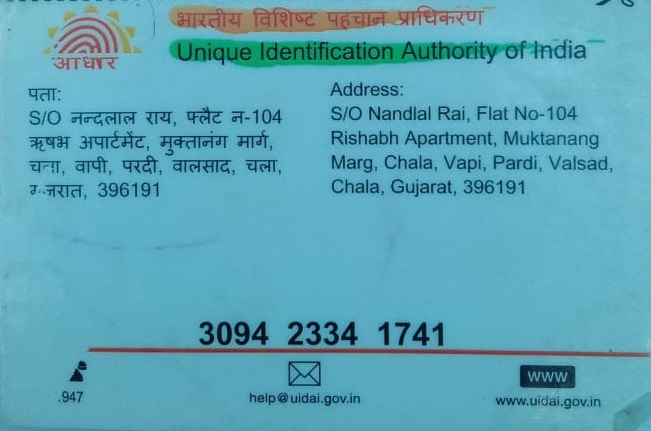 भारतीय विशिष्ट पहचान प्राधिकरण
Unique Identification Authority of India
आधार
पता:
S/O नन्दलाल राय, फ्लैट न-104
ऋषभ अपार्टमेंट, मुक्तानंग मार्ग,
चला, वापी, परदी, वालसाद, चला,
गुजरात, 396191
Address:
S/O Nandlal Rai, Flat No-104
Rishabh Apartment, Muktanang
Marg, Chala, Vapi, Pardi, Valsad,
Chala, Gujarat, 396191
3094 2334 1741
.947
help@uidai.gov.in
www
www.uidai.gov.in